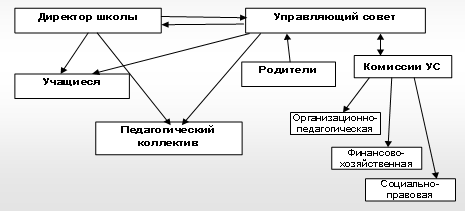 Директор школы
Управляющий совет
Родители
Комиссии УС
Учащиеся
Педагогический
коллектив
Организационно-
педагогическая
Финансово-
хозяйственная
Социально-
правовая